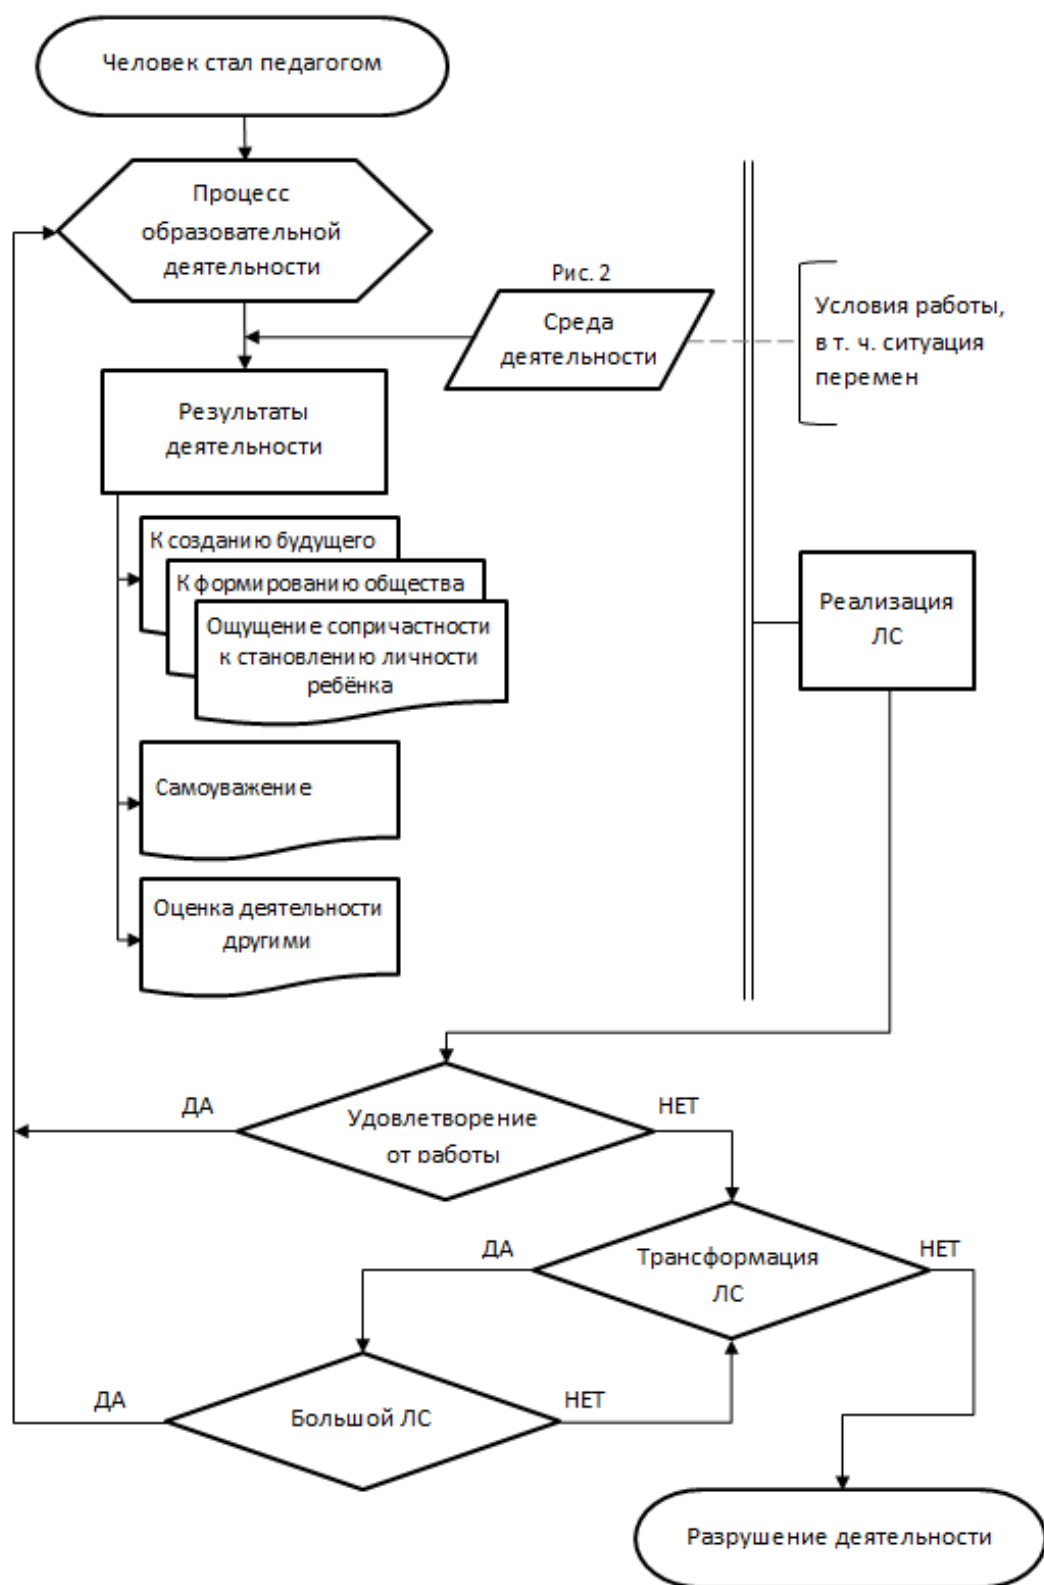 Человек стал педагогом
Процесс
образовательной
деятельности
Рис. 2
Среда
деятельности
Условия работы,
в т. ч. ситуация
перемен
Результаты
деятельности
К созданию будущего
К формированию общества
Ощущение сопричастности
к становлению личности
ребёнка
Реализация
ЛС
Самоуважение
Оценка деятельности
другими
ДА
Удовлетворение
от работы
НЕТ
ДА
Трансформация
ЛС
НЕТ
ДА
Большой ЛС
НЕТ
Разрушение деятельности